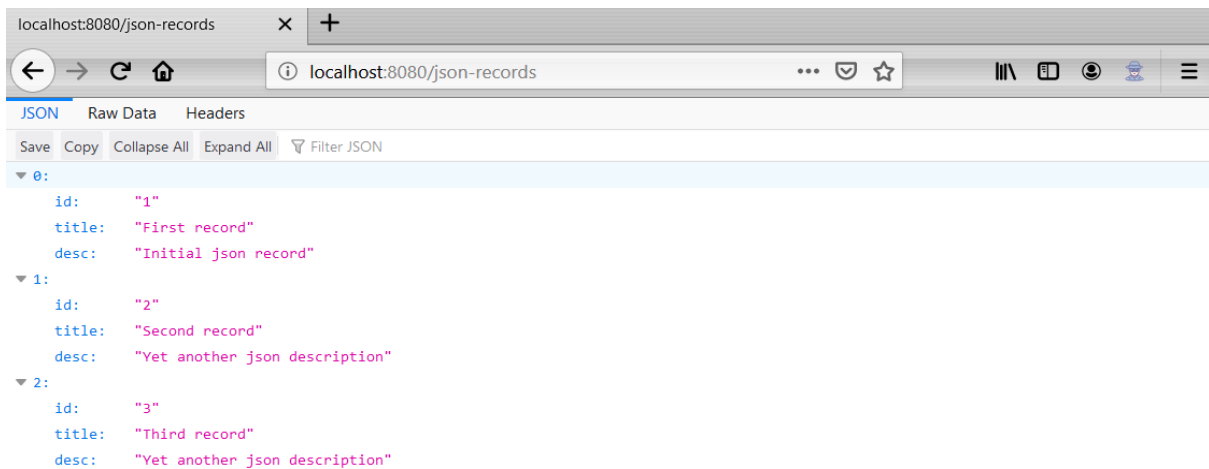 localhost:8080/json-records
localhost:8080/json-records
JSON Raw Data Headers
Save Copy Collapse All Expand All Filter JSON
0:
id: "1"
title: "First record"
desc: "Initial json record"
1:
id: "2"
title: "Second record"
desc: "Yet another json description"
2:
id: "3"
title: "Third record"
desc: "Yet another json description"